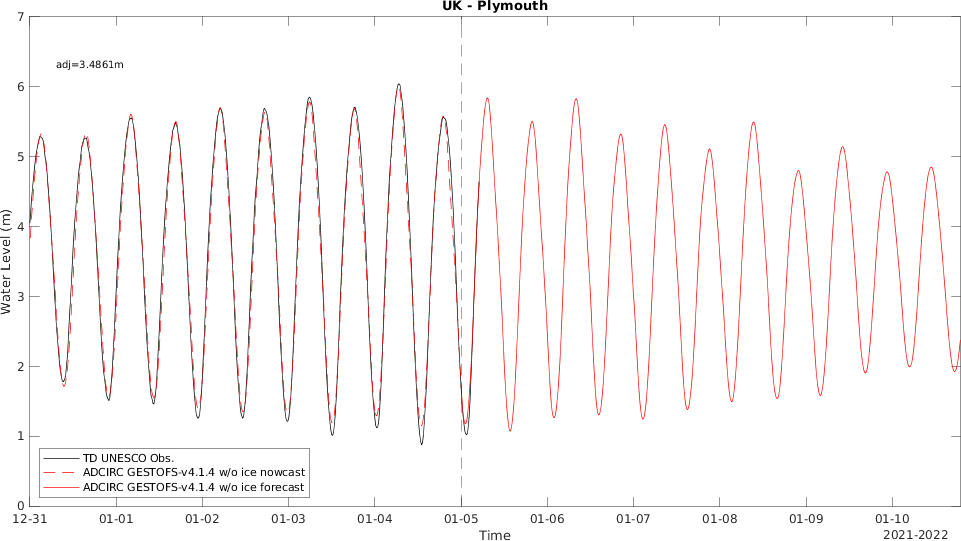 UK - Plymouth
adj=3.4861m
Water Level (m)
7
6
5
4
3
2
1
0
TD UNESCO Obs.
ADCIRC GESTOFS-v4.1.4 w/o ice nowcast
ADCIRC GESTOFS-v4.1.4 w/o ice forecast
12-31 01-01 01-02 01-03 01-04 01-05 01-06 01-07 01-08 01-09 01-10
Time
2021-2022